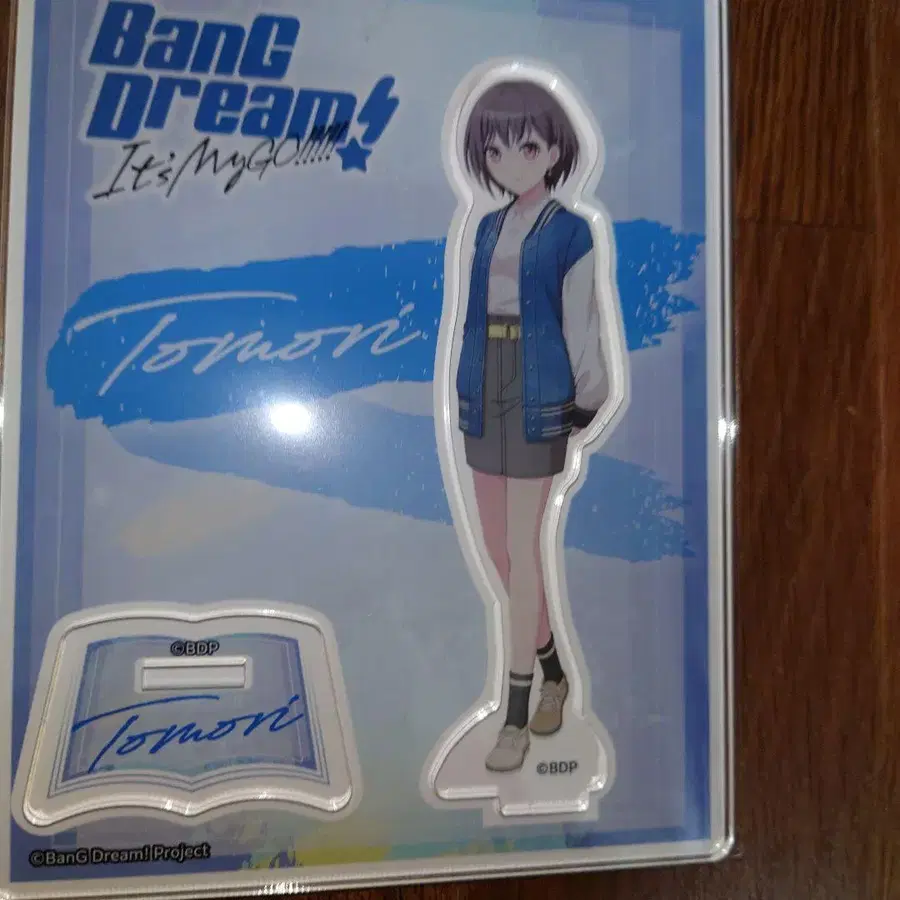 BanG
Dream!
It's MyGO!!!!!
Tomori
©BDP
Tomori
©BDP
©BanG Dream! Project